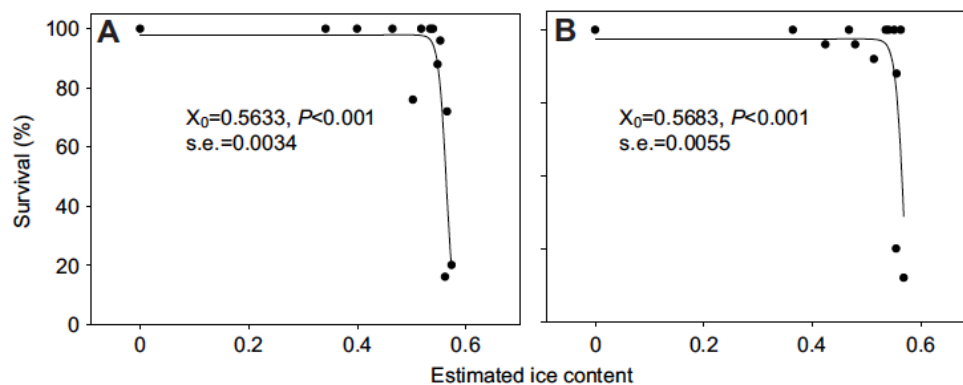 A
B
100
80
60
40
20
0
Survival (%)
X₀=0.5633, P<0.001
s.e.=0.0034
X₀=0.5683, P<0.001
s.e.=0.0055
0 0.2 0.4 0.6
0 0.2 0.4 0.6
Estimated ice content